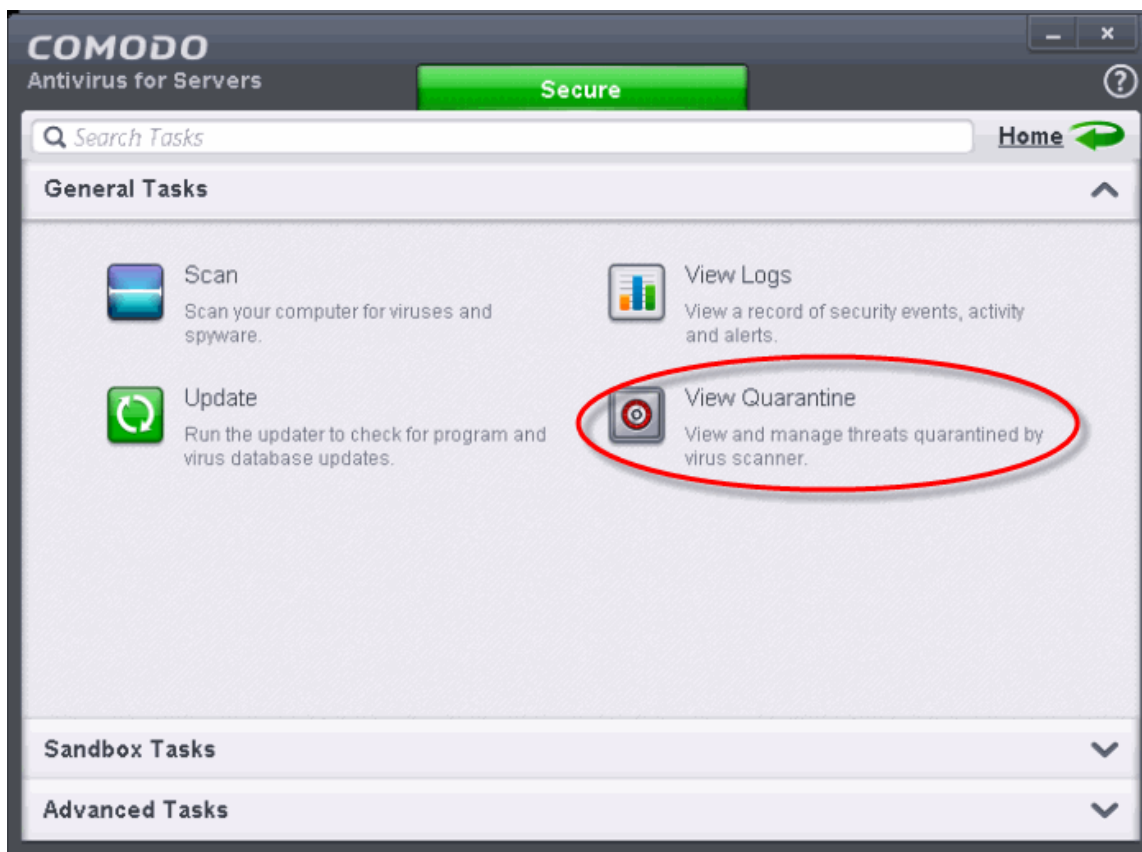 COMODO
Antivirus for Servers
Secure
Search Tasks
Home
General Tasks
Scan
Scan your computer for viruses and
spyware.
View Logs
View a record of security events, activity
and alerts.
Update
Run the updater to check for program and
virus database updates.
View Quarantine
View and manage threats quarantined by
virus scanner.
Sandbox Tasks
Advanced Tasks